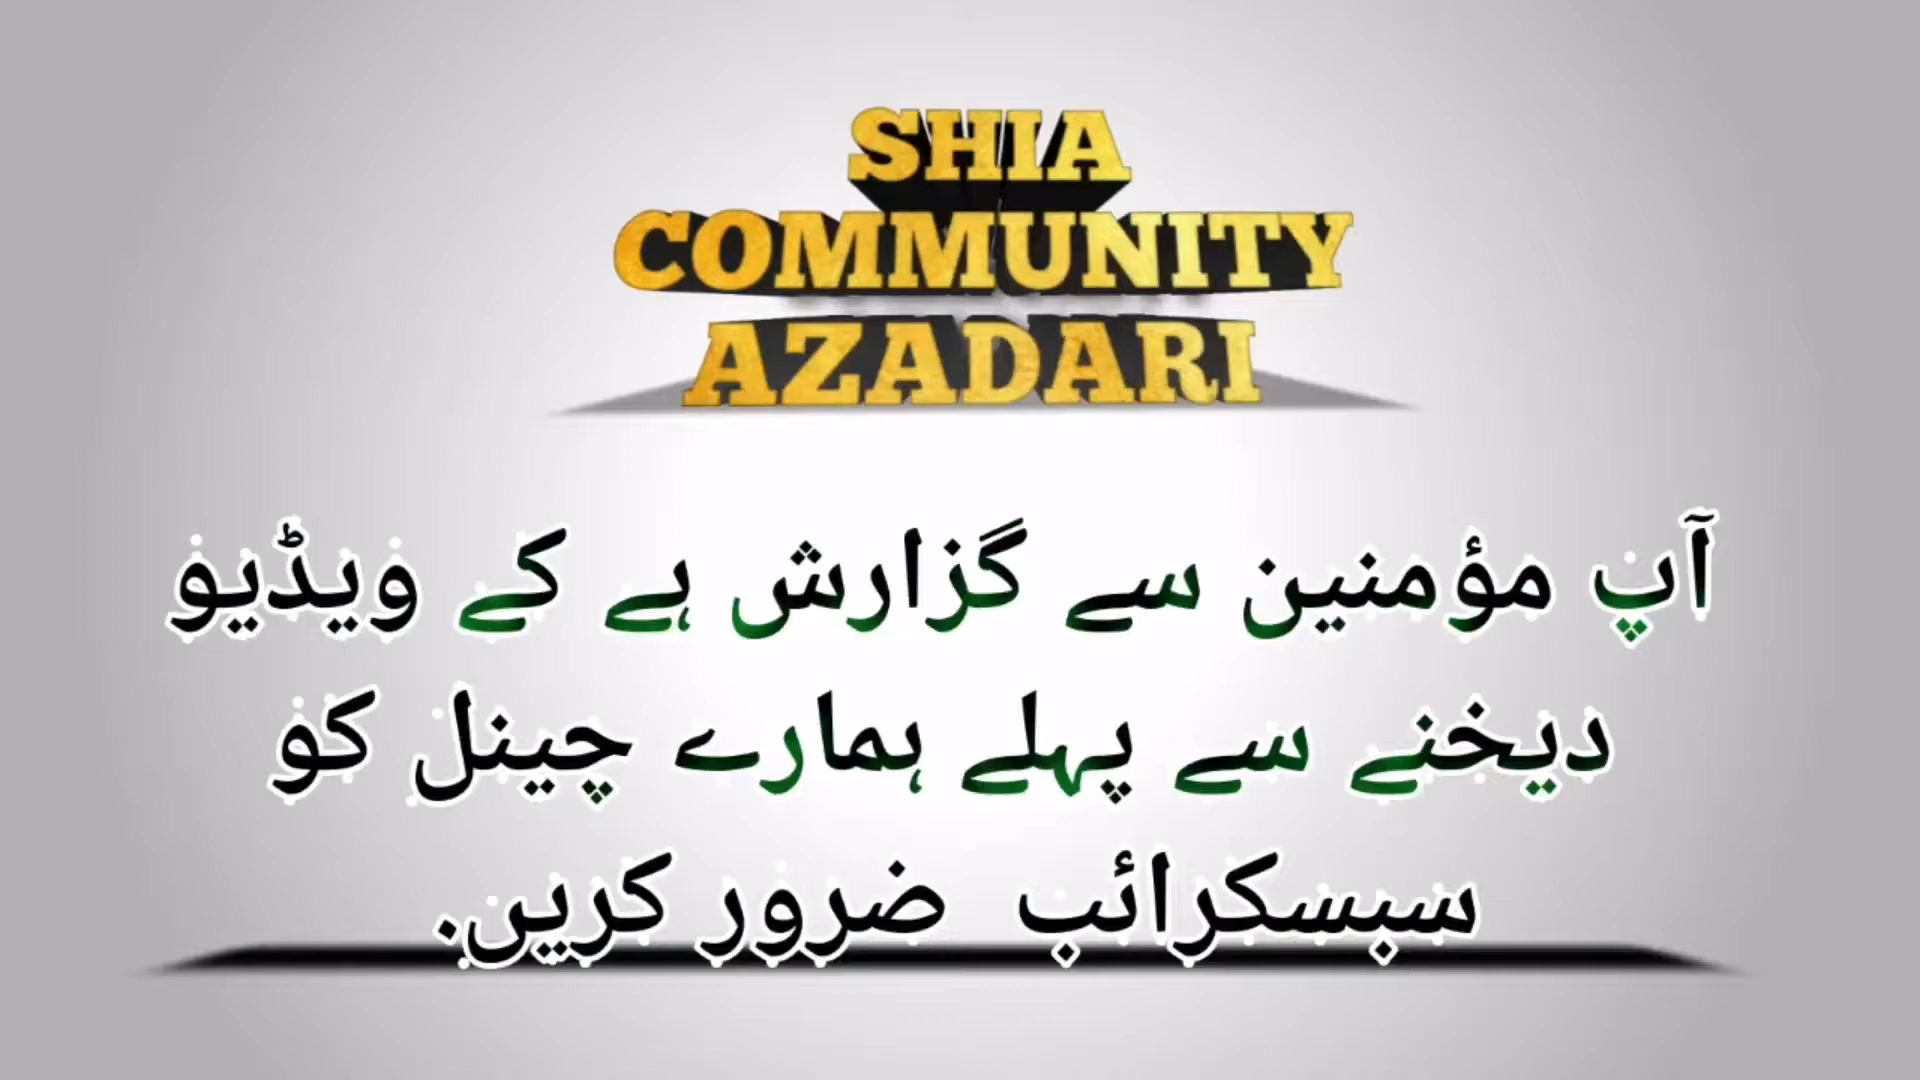 SHIA
COMMUNITY
AZADARI
آپ مؤمنین سے گزارش ہے کے ویڈیو
دیخنے سے پہلے ہمارے چینل کو
سبسکرائب ضرور کریں.